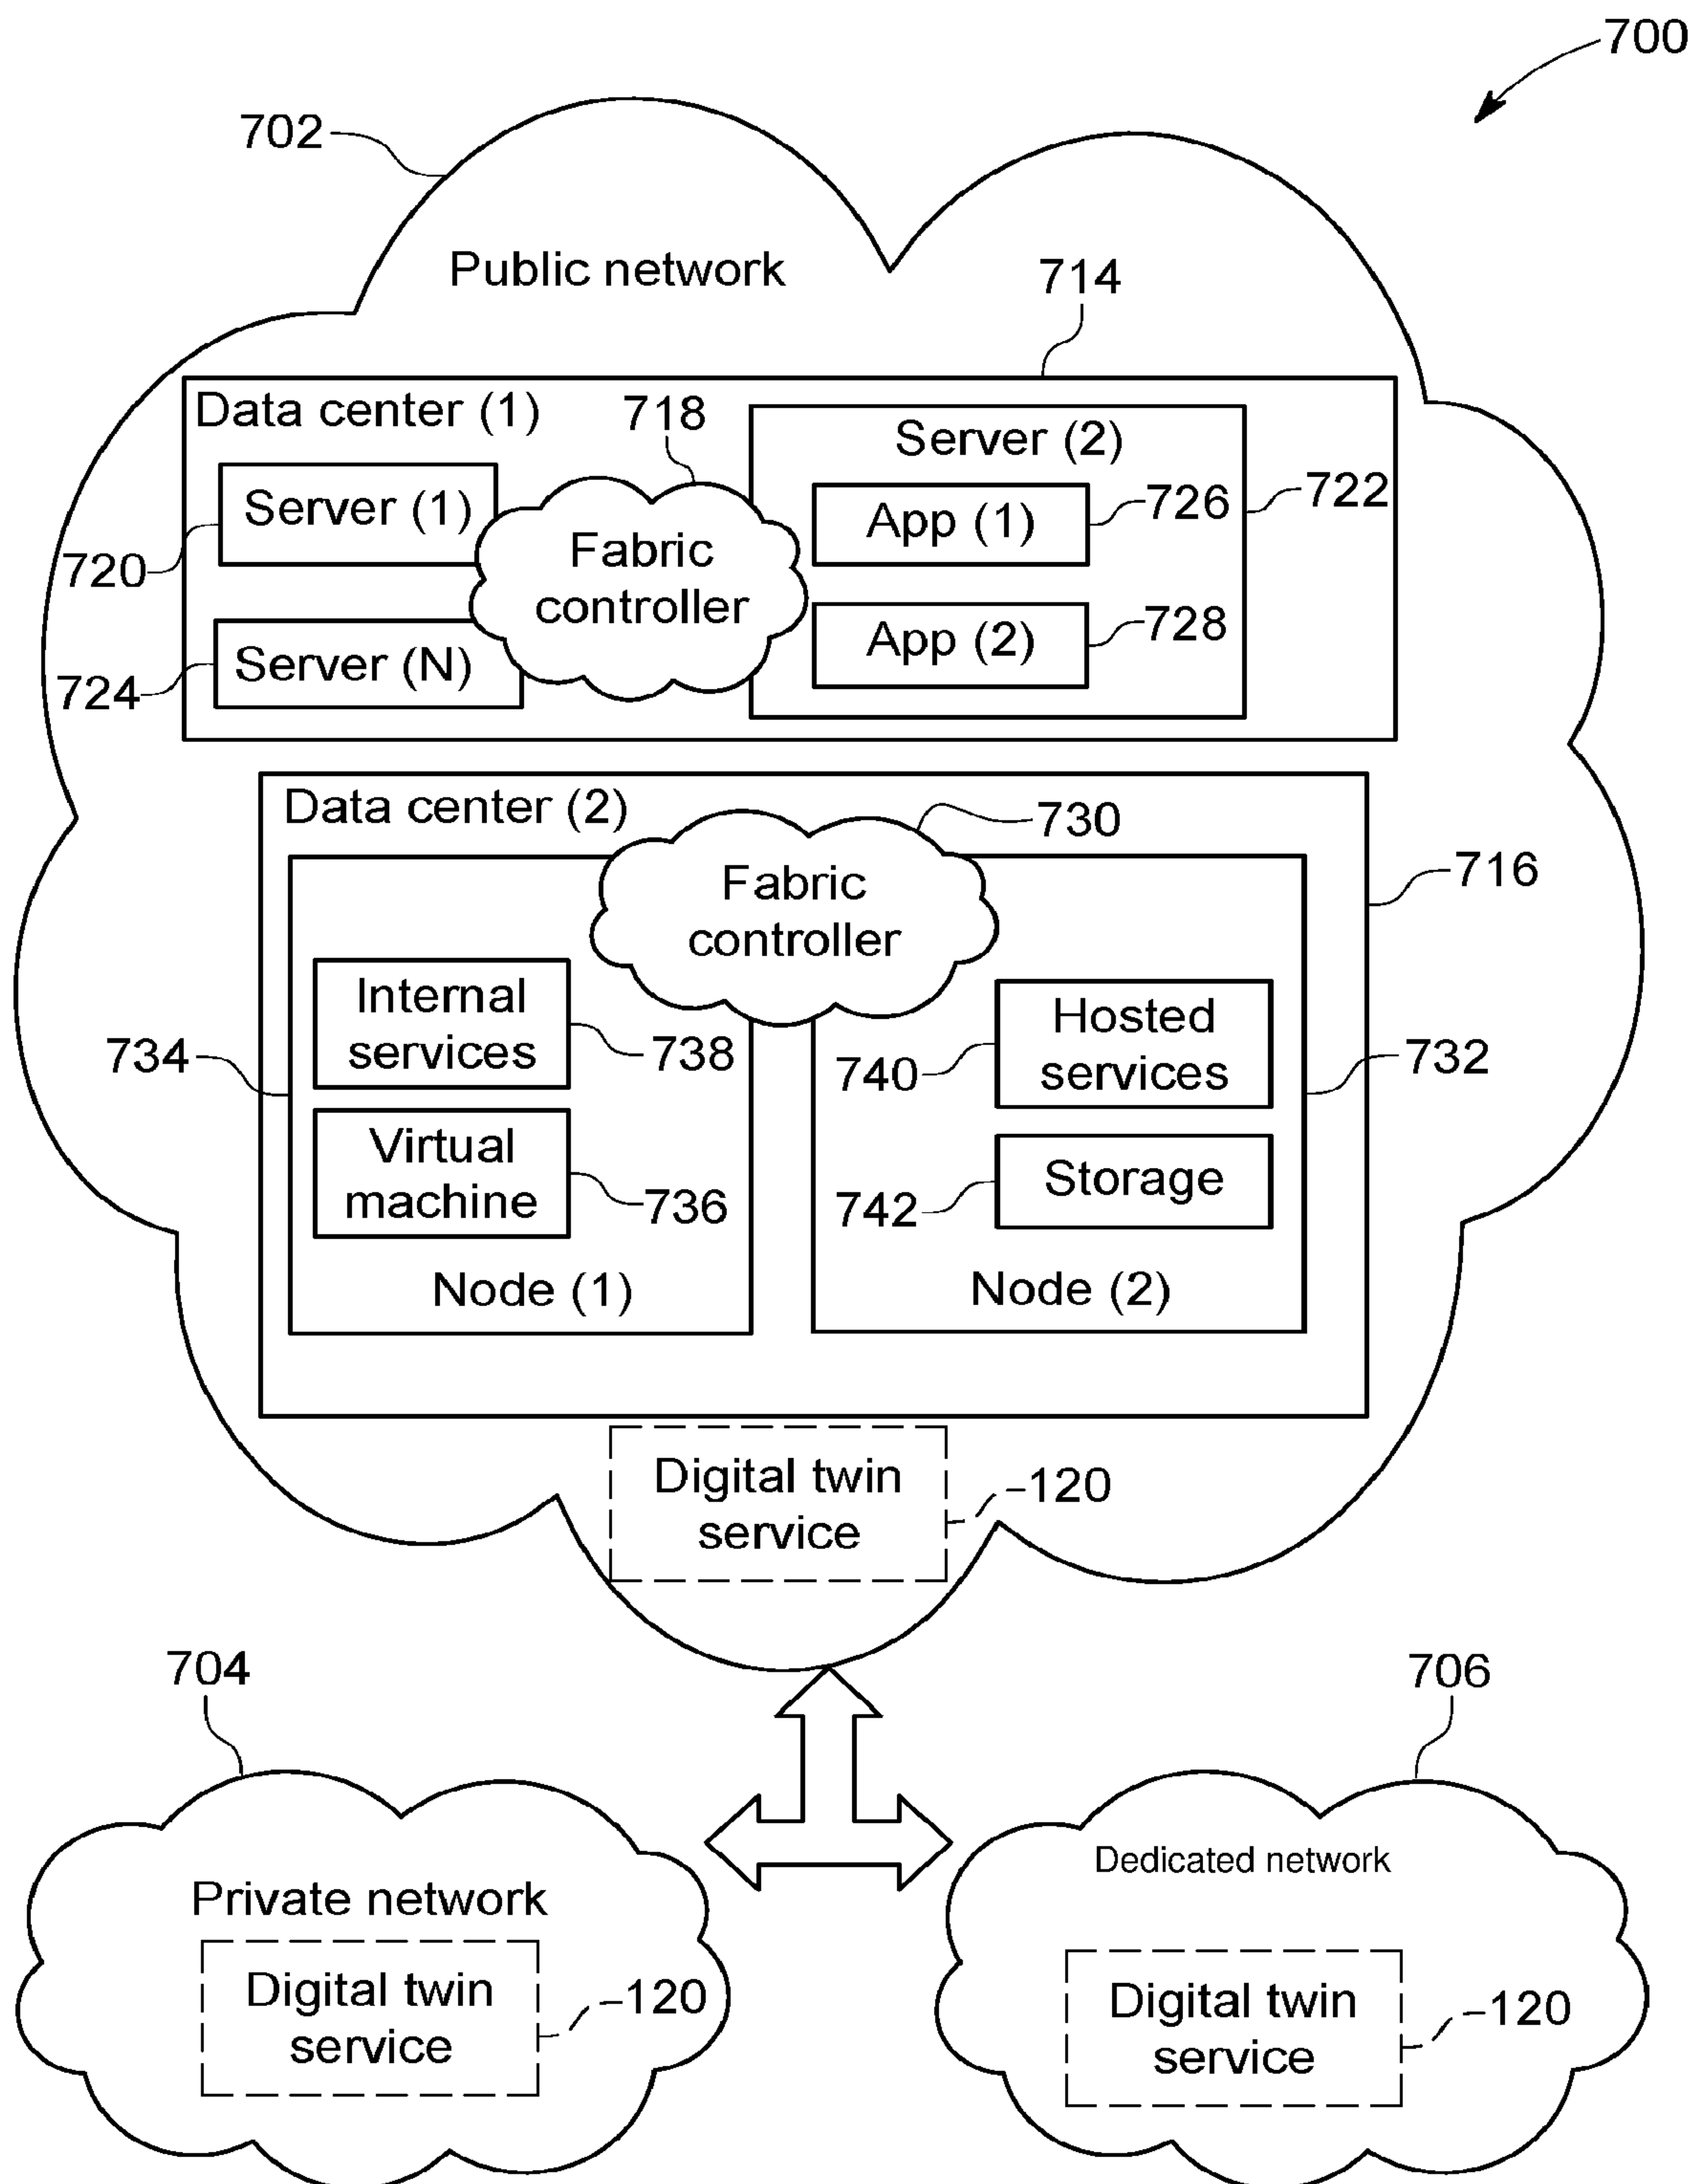 700
702
Public network
714
Data center (1)
718
Server (2)
Server (1)
App (1)
726
722
720
Fabric
controller
App (2)
728
Server (N)
724
Data center (2)
730
716
Fabric
controller
Internal
services
738
734
Hosted
services
740
732
Virtual
machine
736
Storage
742
Node (1)
Node (2)
Digital twin
service
120
704
706
Private network
Digital twin
service
120
Dedicated network
Digital twin
service
120